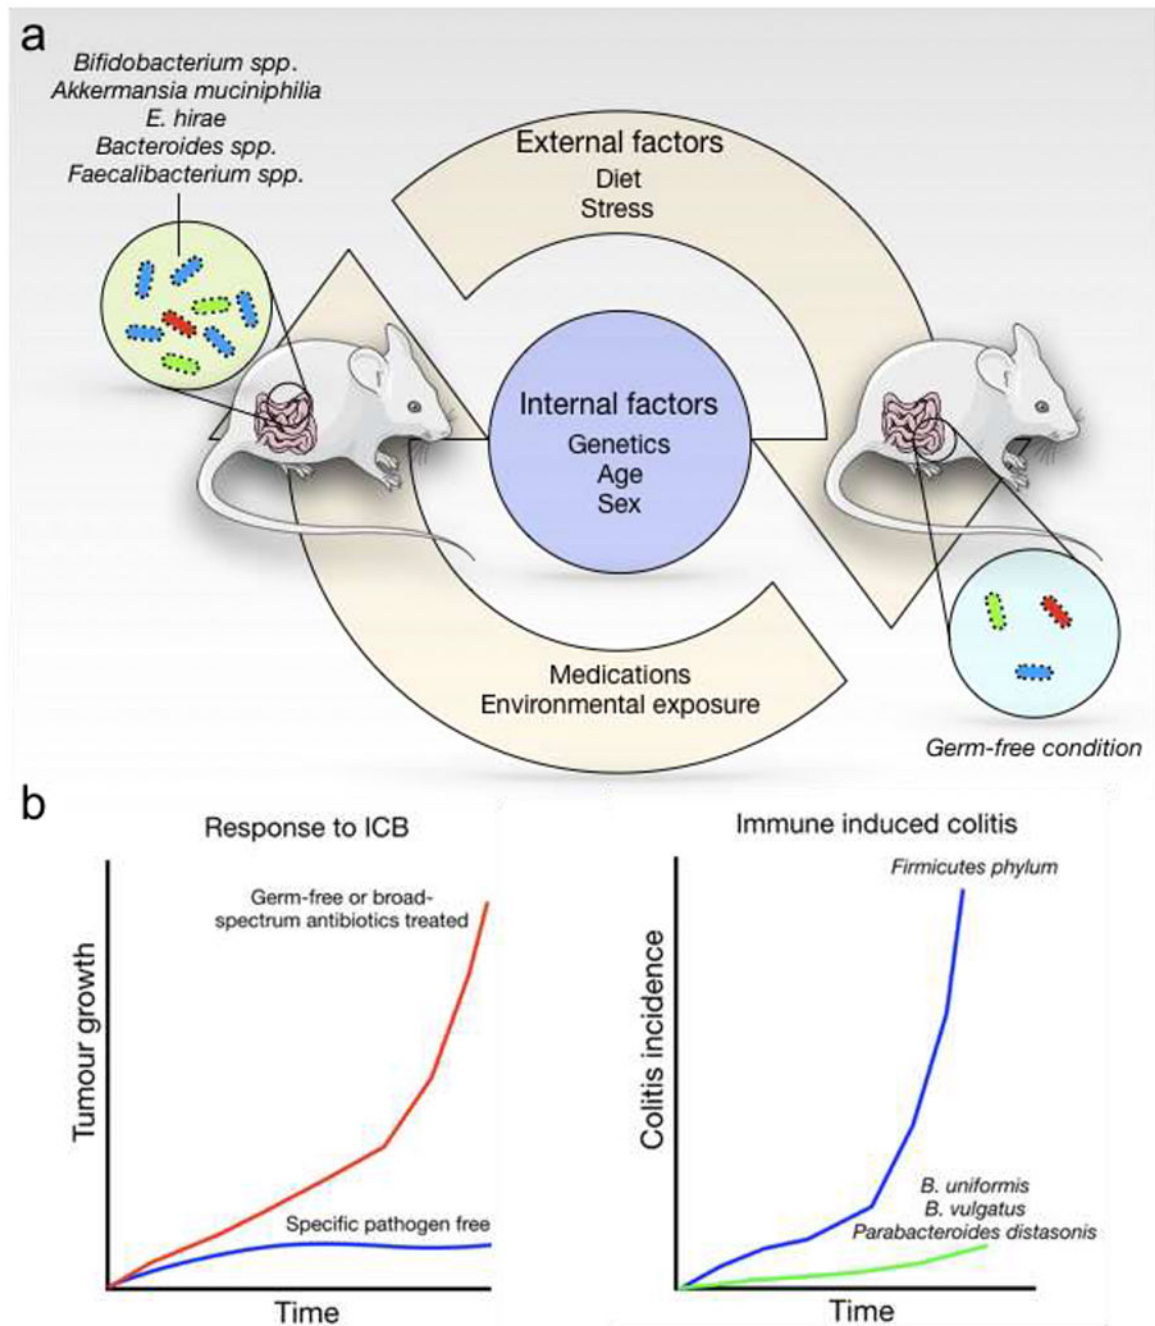 a
Bifidobacterium spp.
Akkermansia muciniphilia
E. hirae
Bacteroides spp.
Faecalibacterium spp.
External factors
Diet
Stress
Internal factors
Genetics
Age
Sex
Medications
Environmental exposure
Germ-free condition
b
Response to ICB
Germ-free or broad-
spectrum antibiotics treated
Specific pathogen free
Tumour growth
Time
Immune induced colitis
Firmicutes phylum
B. uniformis
B. vulgatus
Parabacteroides distasonis
Colitis incidence
Time